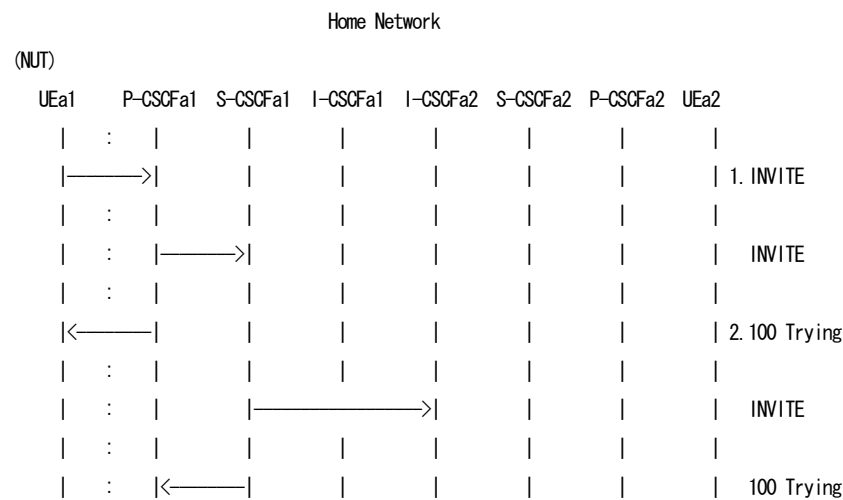 Home Network
(NUT)
UEa1 : P-CSCFa1 S-CSCFa1 I-CSCFa1 I-CSCFa2 S-CSCFa2 P-CSCFa2 UEa2
| : | | | | | | |
|———————>| | | | | | | 1. INVITE
| : | | | | | | |
| : |———————>| | | | | | INVITE
| : | | | | | | |
|<———————| | | | | | | 2. 100 Trying
| : | | | | | | |
| : | |————————————————>| | | | INVITE
| : | | | | | | |
| : |<———————| | | | | | 100 Trying